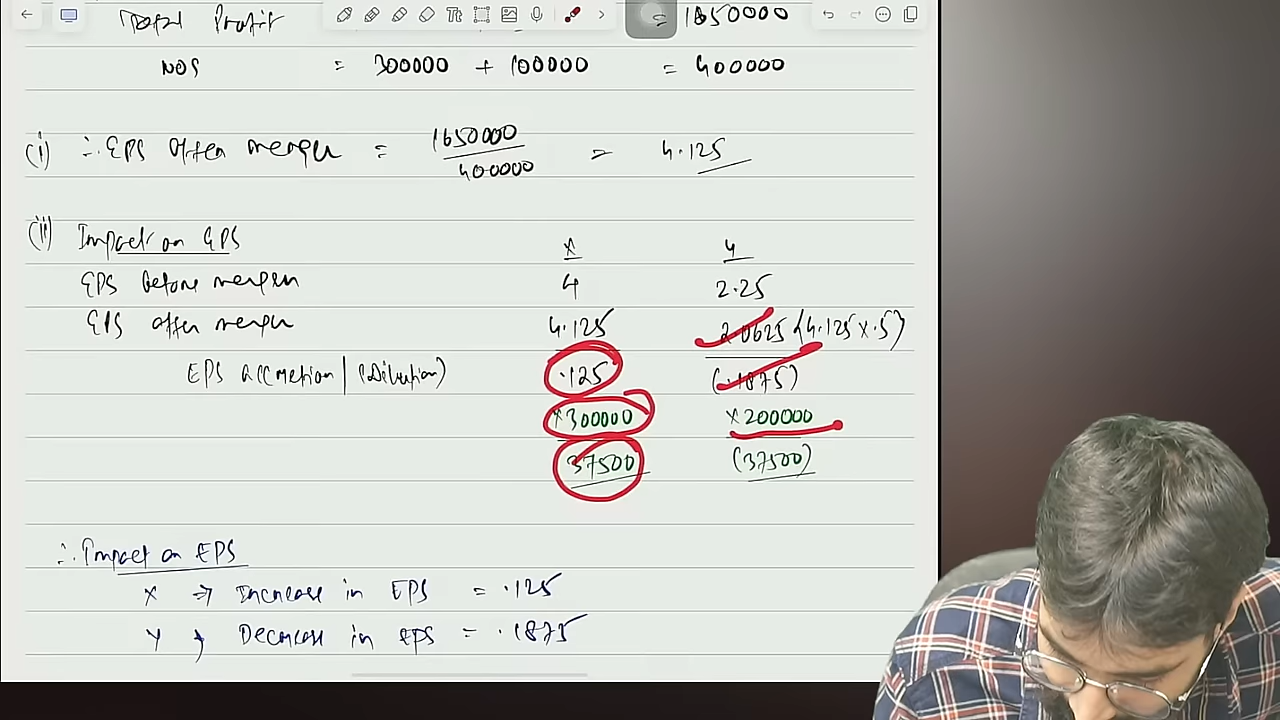 Total Profit = 1650000
NOS = 300000 + 100000 = 400000
(i) ∴ EPS after merger = 1650000 / 400000 = 4.125
(ii) Impact on EPS X Y
EPS before merger 4 2.25
EPS after merger 4.125 2.0625 {4.125 x .5}
EPS accretion | (Dilution) .125 (.1875)
x300000 x200000
37500 (37500)
∴ Impact on EPS
X ⇒ Increase in EPS = .125
Y → Decrease in EPS = .1875